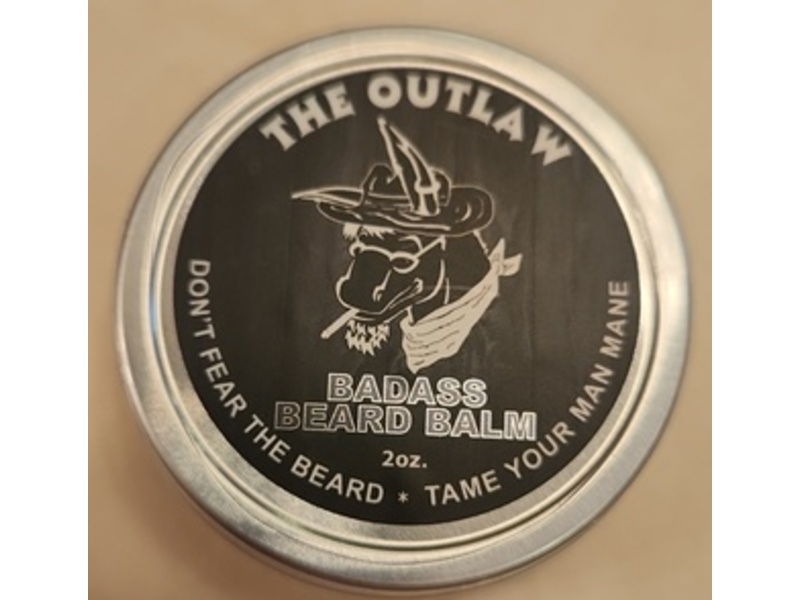 THE OUTLAW
BADASS
BEARD BALM
2oz.
DON'T FEAR THE BEARD * TAME YOUR MAN MANE